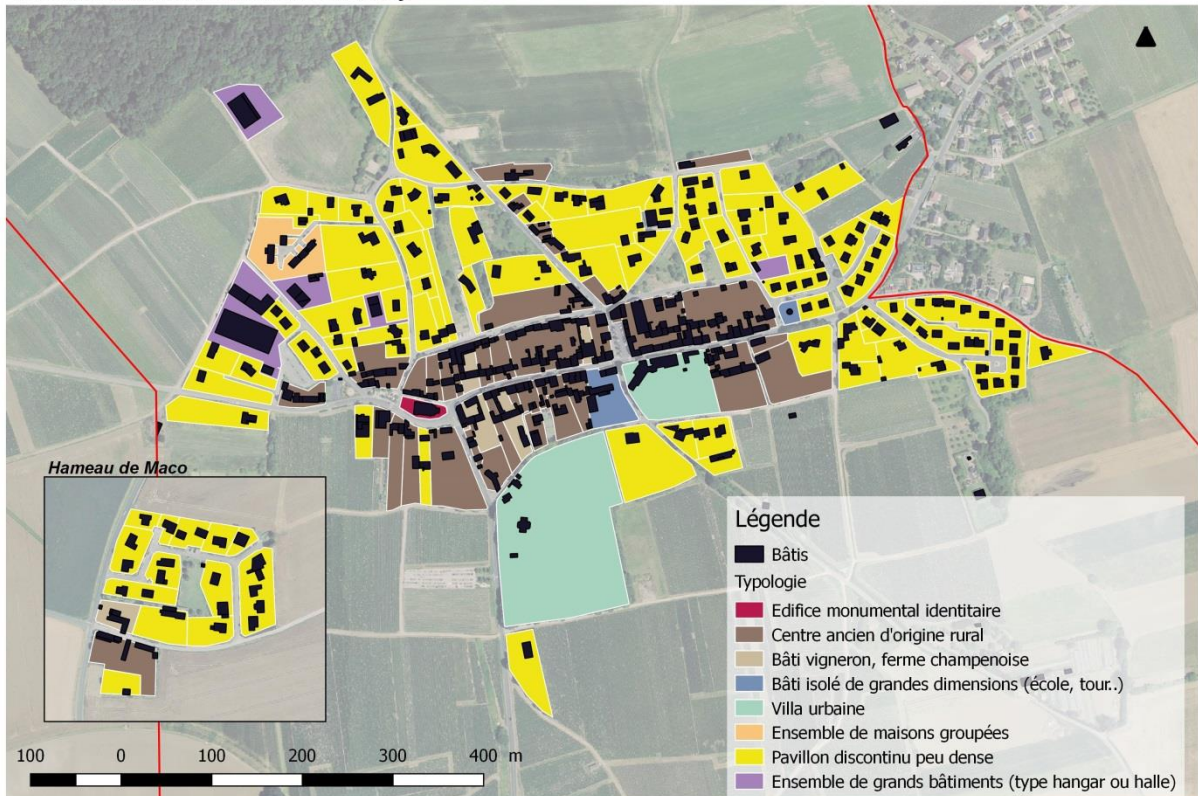 Hameau de Maco
Légende
Bâtis
Typologie
Edifice monumental identitaire
Centre ancien d'origine rural
Bâti vigneron, ferme champenoise
Bâti isolé de grandes dimensions (école, tour..)
Villa urbaine
Ensemble de maisons groupées
Pavillon discontinu peu dense
Ensemble de grands bâtiments (type hangar ou halle)
100 0 100 200 300 400 m